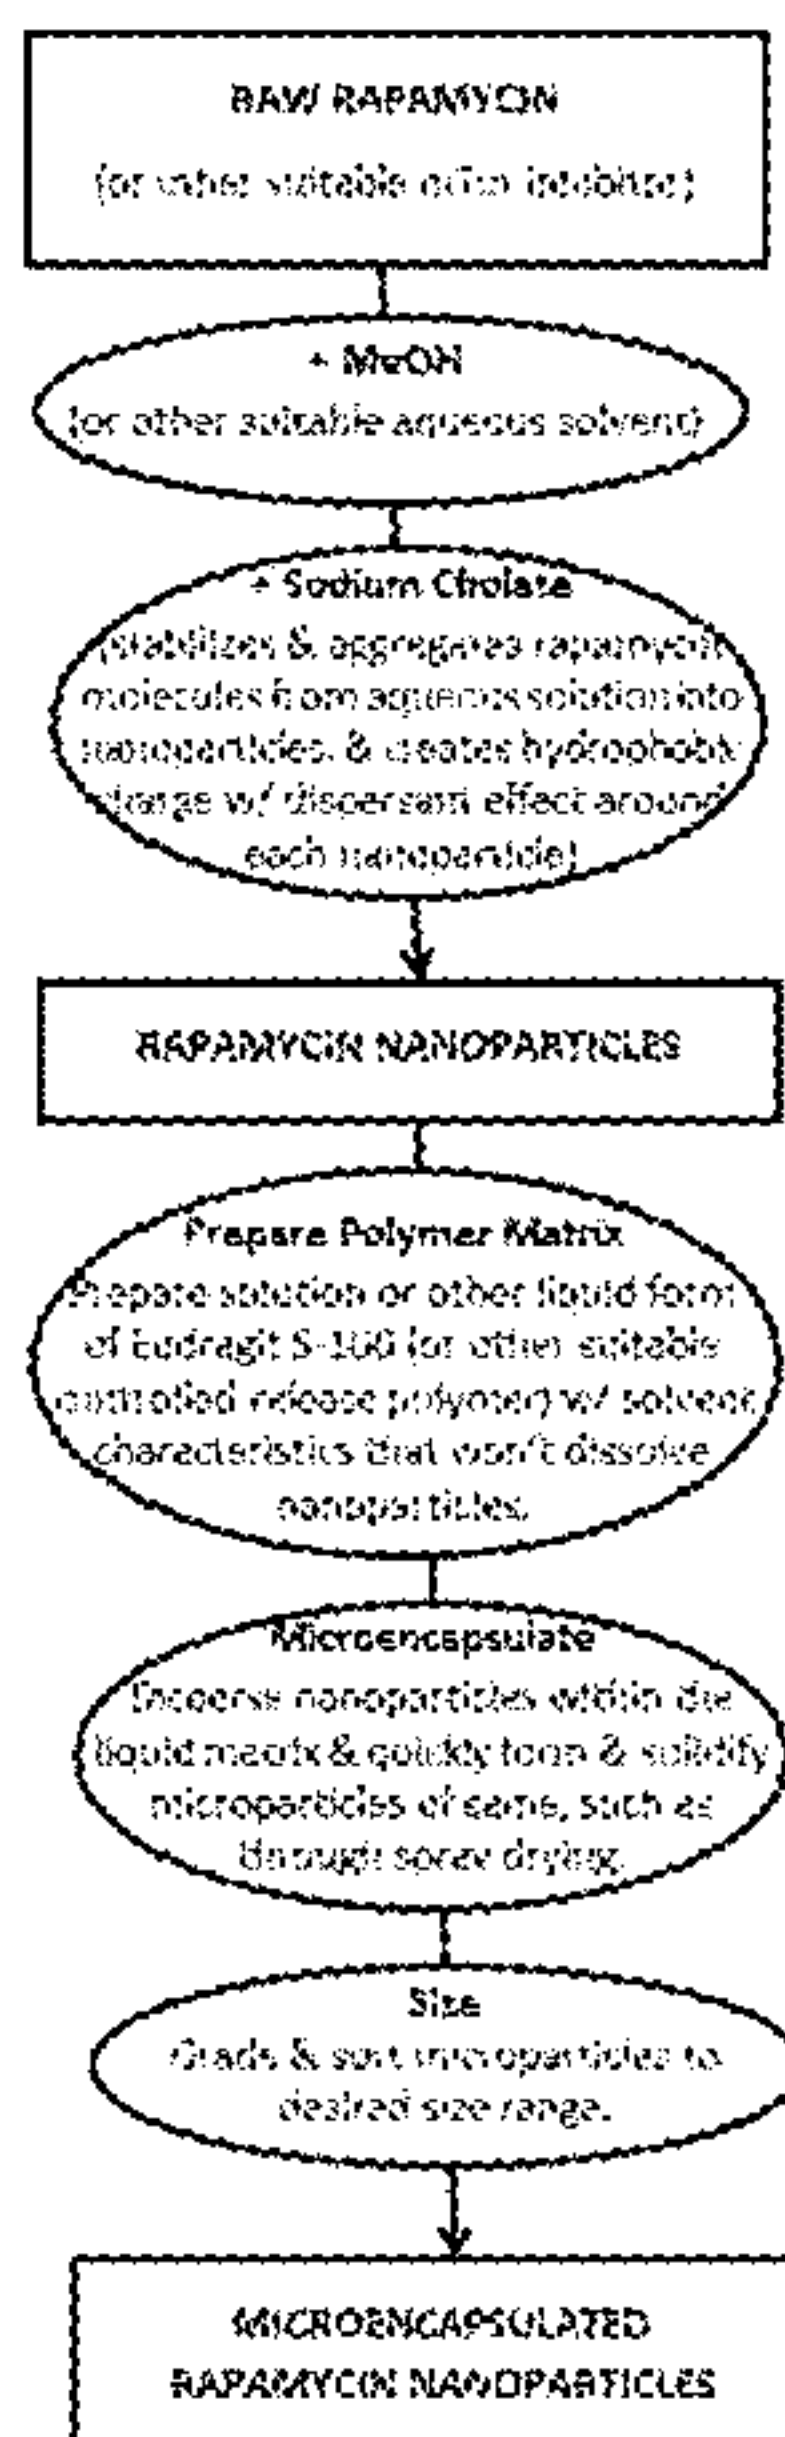 RAW RAPAMYCIN
(or other suitable mTor inhibitor)
+ MeOH
(or other suitable aqueous solvent)
+ Sodium Cholate
(stabilizes & aggregates rapamycin
molecules from aqueous solution into
nanoparticles, & creates hydrophobic
charge w/ dispersant effect around
each nanoparticle)
RAPAMYCIN NANOPARTICLES
Prepare Polymer Matrix
Prepare solution or other liquid form
of Eudragit S-100 (or other suitable
controlled release polymer) w/ solvent
characteristics that won't dissolve
nanoparticles.
Microencapsulate
nanoparticles within the
liquid matrix & quickly form & solidify
microparticles of same, such as
through spray drying.
Size
Grade & sort microparticles to
desired size range.
MICROENCAPSULATED
RAPAMYCIN NANOPARTICLES